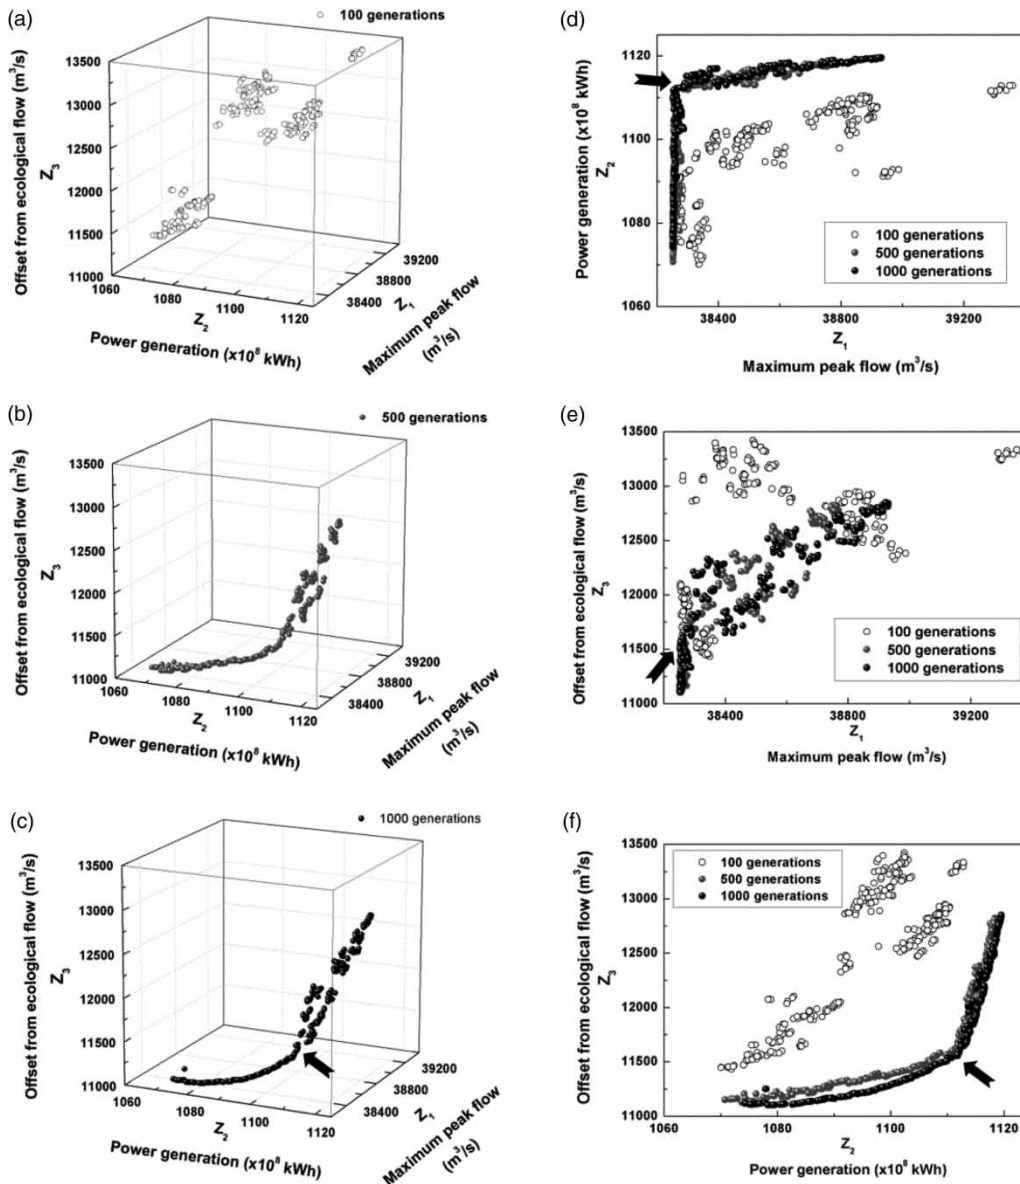 (a)
100 generations
13500
13000
12500
12000
11500
11000
Offset from ecological flow (m³/s)
Z₃
1060
1080
1100
1120
Z₂
Power generation (x10⁸ kWh)
38400
38800
39200
Z₁
Maximum peak flow
(m³/s)
(d)
1120
1100
1080
1060
Power generation (x10⁸ kWh)
Z₂
100 generations
500 generations
1000 generations
38400
38800
39200
Z₁
Maximum peak flow (m³/s)
(b)
500 generations
13500
13000
12500
12000
11500
11000
Offset from ecological flow (m³/s)
Z₃
1060
1080
1100
1120
Z₂
Power generation (x10⁸ kWh)
38400
38800
39200
Z₁
Maximum peak flow
(m³/s)
(e)
13500
13000
12500
12000
11500
11000
Offset from ecological flow (m³/s)
Z₃
100 generations
500 generations
1000 generations
38400
38800
39200
Z₁
Maximum peak flow (m³/s)
(c)
1000 generations
13500
13000
12500
12000
11500
11000
Offset from ecological flow (m³/s)
Z₃
1060
1080
1100
1120
Z₂
Power generation (x10⁸ kWh)
38400
38800
39200
Z₁
Maximum peak flow
(m³/s)
(f)
13500
13000
12500
12000
11500
11000
Offset from ecological flow (m³/s)
Z₃
100 generations
500 generations
1000 generations
1060
1080
1100
1120
Z₂
Power generation (x10⁸ kWh)